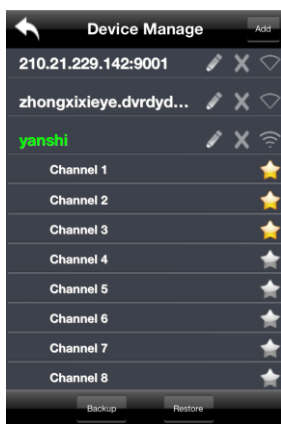 Device Manage
Add
210.21.229.142:9001
zhongxixieye.dvrdyd...
yanshi
Channel 1
Channel 2
Channel 3
Channel 4
Channel 5
Channel 6
Channel 7
Channel 8
Backup
Restore